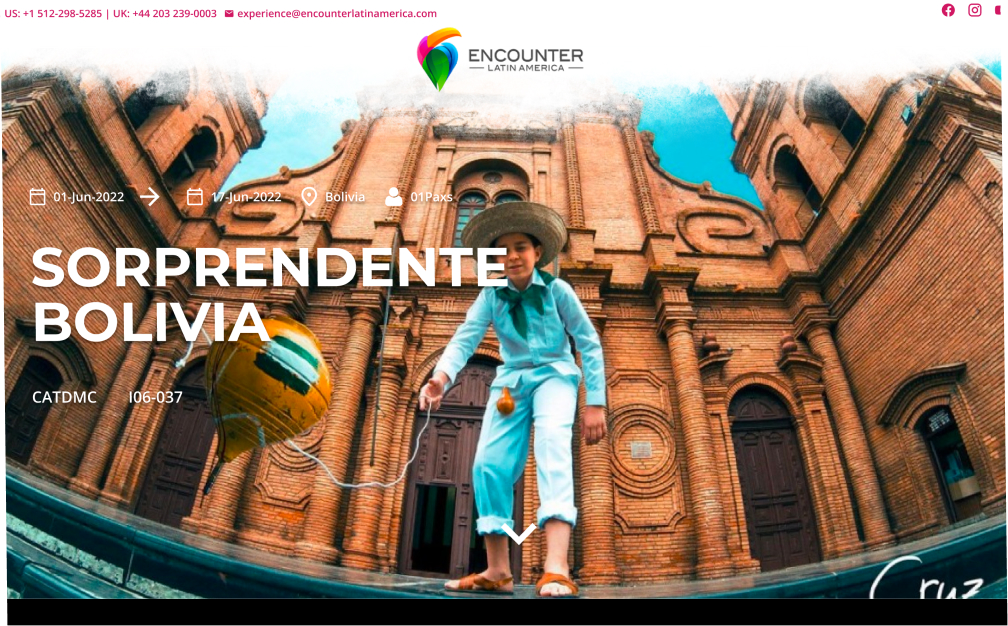 US: +1 512-298-5285 | UK: +44 203 239-0003 experience@encounterlatinamerica.com
ENCOUNTER
LATIN AMERICA
01-Jun-2022 17-Jun-2022 Bolivia 01Paxs
SORPRENDENTE
BOLIVIA
CATDMC I06-037
Cruz